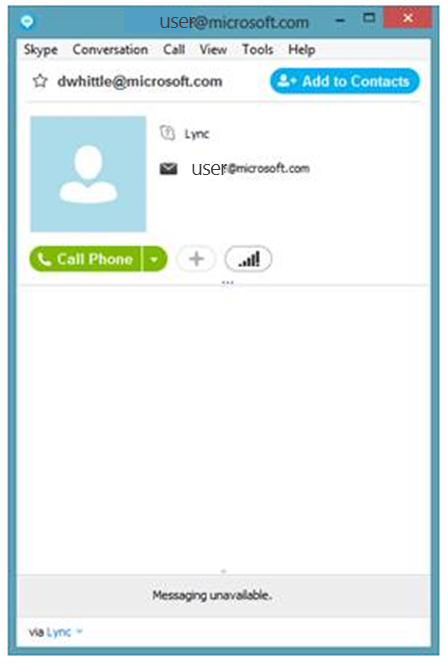 user@microsoft.com
Skype Conversation Call View Tools Help
dwhittle@microsoft.com Add to Contacts
Lync
user@microsoft.com
Call Phone
Messaging unavailable.
via Lync